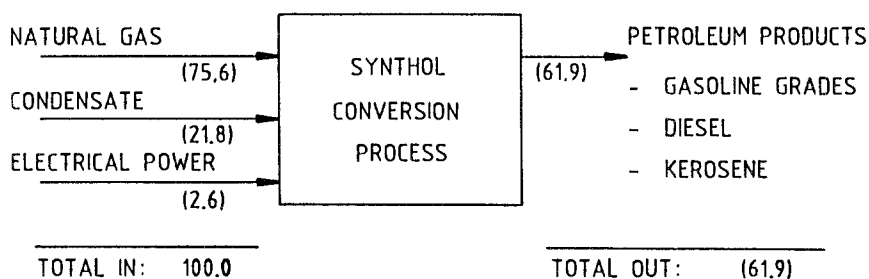 NATURAL GAS
(75,6)
CONDENSATE
(21,8)
ELECTRICAL POWER
(2.6)
SYNTHOL
CONVERSION
PROCESS
(61,9)
PETROLEUM PRODUCTS
- GASOLINE GRADES
- DIESEL
- KEROSENE
TOTAL IN: 100.0
TOTAL OUT: (61,9)